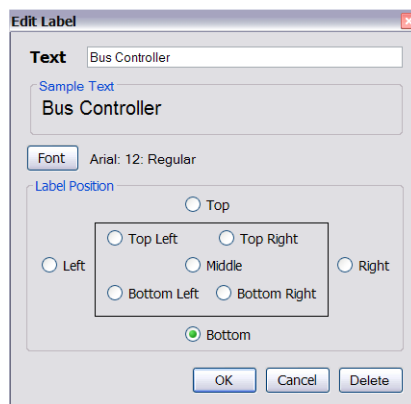 Edit Label
Text Bus Controller
Sample Text
Bus Controller
Font Arial: 12: Regular
Label Position
Top
Top Left Top Right
Left Middle Right
Bottom Left Bottom Right
Bottom
OK Cancel Delete